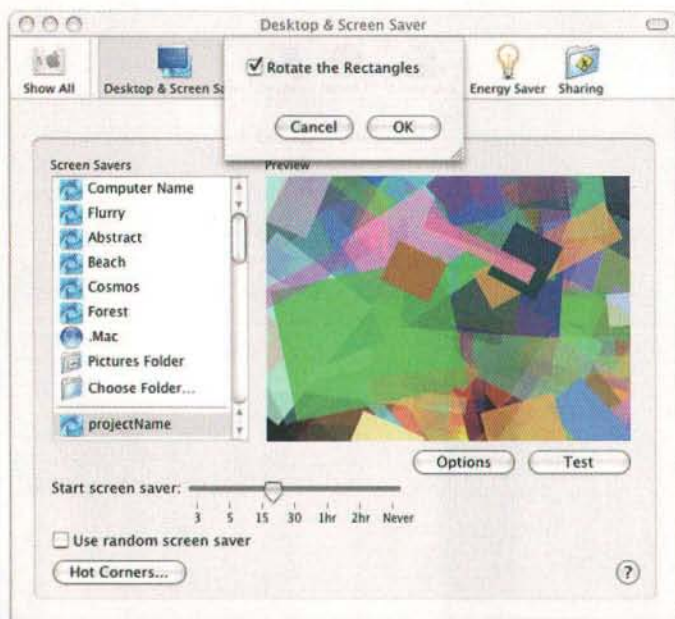 Desktop & Screen Saver
Show All
Desktop & Screen Sa
Energy Saver
Sharing
Rotate the Rectangles
Cancel
OK
Screen Savers
Preview
Computer Name
Flurry
Abstract
Beach
Cosmos
Forest
.Mac
Pictures Folder
Choose Folder...
projectName
Options
Test
Start screen saver:
3 5 15 30 1hr 2hr Never
Use random screen saver
Hot Corners...
?